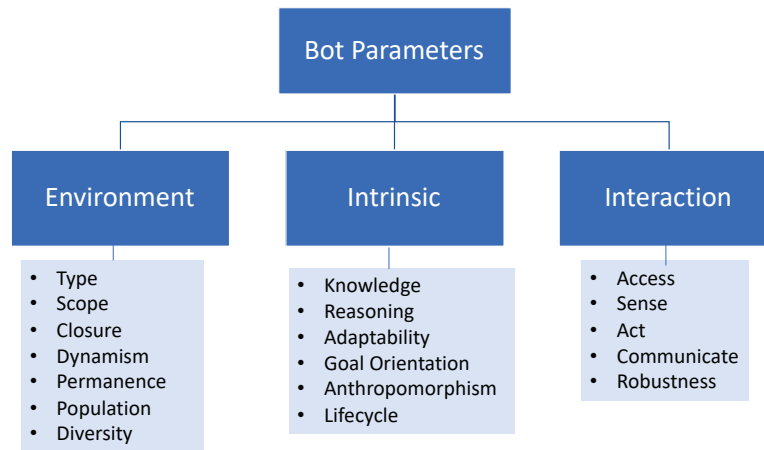 Bot Parameters
Environment
Intrinsic
Interaction
• Type
• Scope
• Closure
• Dynamism
• Permanence
• Population
• Diversity
• Knowledge
• Reasoning
• Adaptability
• Goal Orientation
• Anthropomorphism
• Lifecycle
• Access
• Sense
• Act
• Communicate
• Robustness